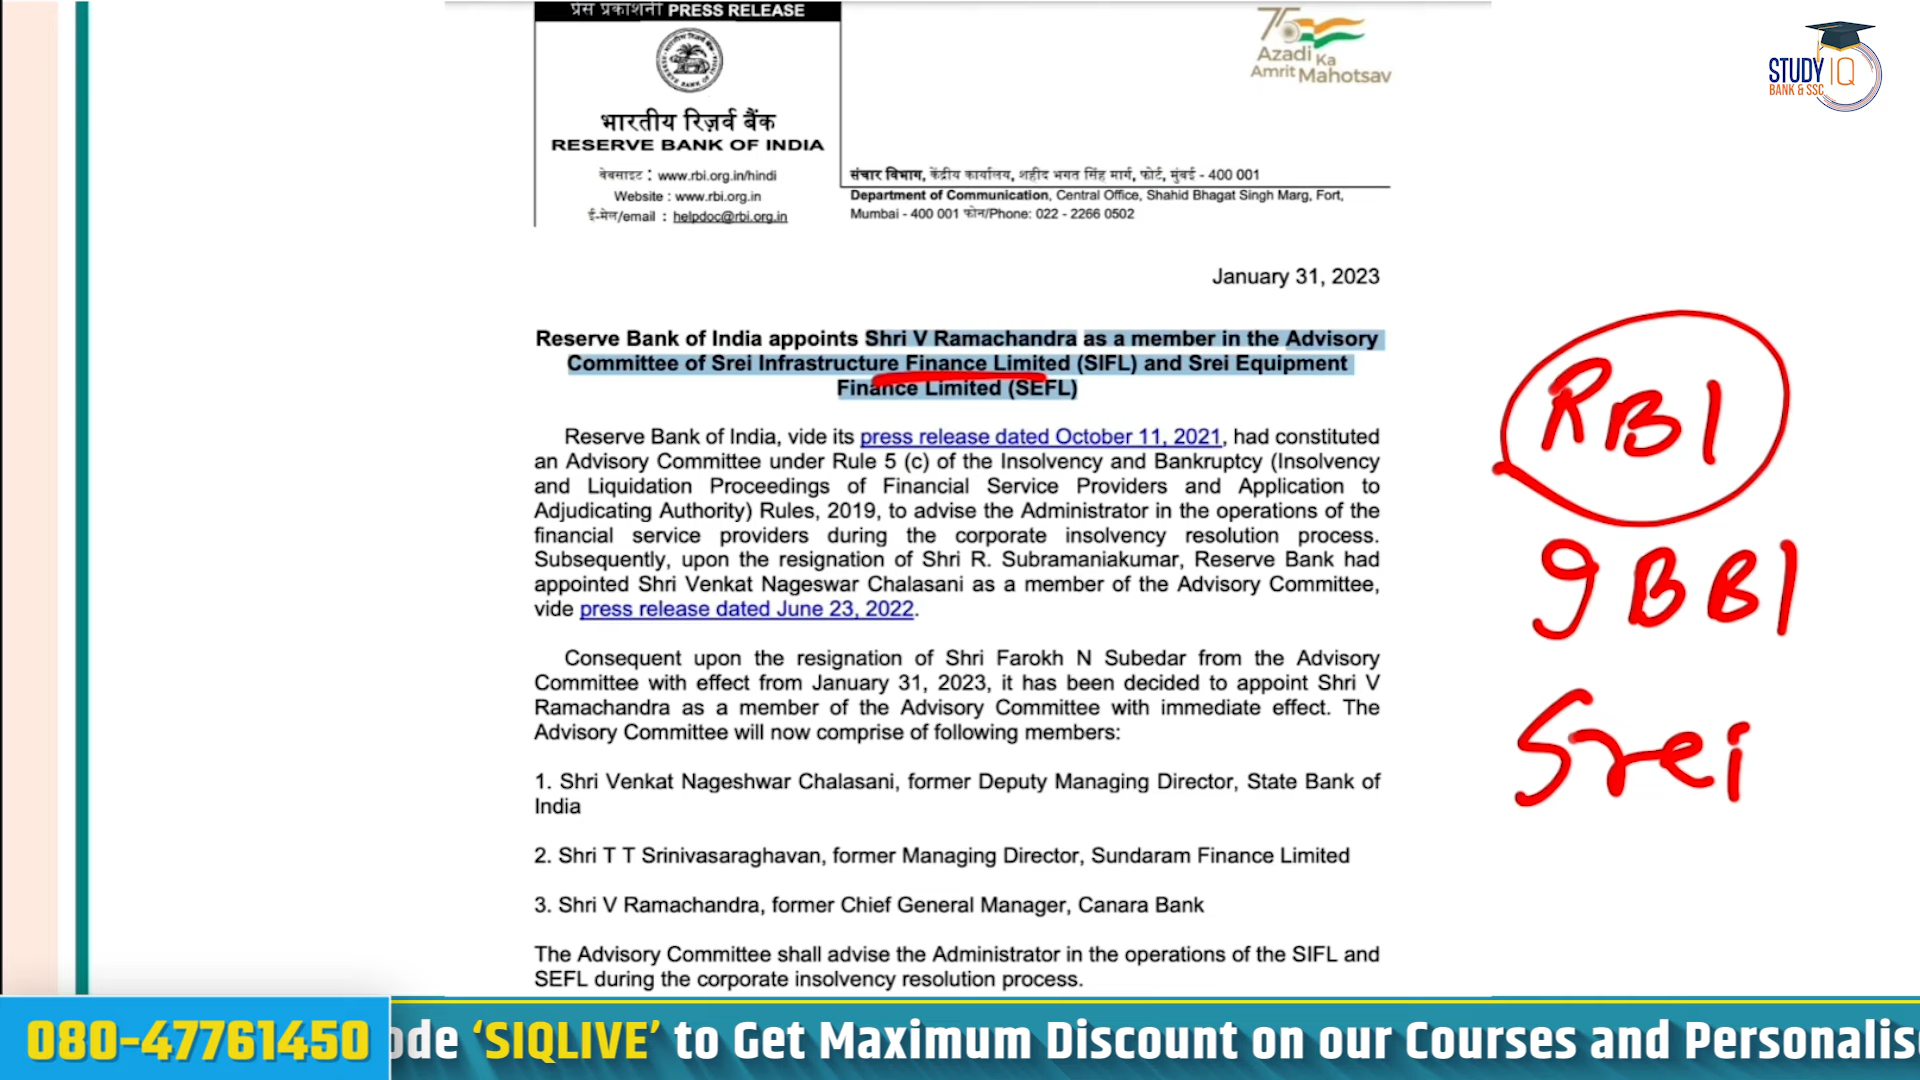 प्रेस प्रकाशनी PRESS RELEASE
भारतीय रिज़र्व बैंक
RESERVE BANK OF INDIA
वेबसाइट : www.rbi.org.in/hindi
Website : www.rbi.org.in
ई-मेल/email : helpdoc@rbi.org.in
संचार विभाग, केंद्रीय कार्यालय, शहीद भगत सिंह मार्ग, फोर्ट, मुंबई - 400 001
Department of Communication, Central Office, Shahid Bhagat Singh Marg, Fort,
Mumbai - 400 001 फोन/Phone: 022 - 2266 0502
75
Azadi Ka
Amrit Mahotsav
STUDY IQ
BANK & SSC
January 31, 2023
Reserve Bank of India appoints Shri V Ramachandra as a member in the Advisory
Committee of Srei Infrastructure Finance Limited (SIFL) and Srei Equipment
Finance Limited (SEFL)
Reserve Bank of India, vide its press release dated October 11, 2021, had constituted
an Advisory Committee under Rule 5 (c) of the Insolvency and Bankruptcy (Insolvency
and Liquidation Proceedings of Financial Service Providers and Application to
Adjudicating Authority) Rules, 2019, to advise the Administrator in the operations of the
financial service providers during the corporate insolvency resolution process.
Subsequently, upon the resignation of Shri R. Subramaniakumar, Reserve Bank had
appointed Shri Venkat Nageswar Chalasani as a member of the Advisory Committee,
vide press release dated June 23, 2022.
Consequent upon the resignation of Shri Farokh N Subedar from the Advisory
Committee with effect from January 31, 2023, it has been decided to appoint Shri V
Ramachandra as a member of the Advisory Committee with immediate effect. The
Advisory Committee will now comprise of following members:
1. Shri Venkat Nageshwar Chalasani, former Deputy Managing Director, State Bank of
India
2. Shri T T Srinivasaraghavan, former Managing Director, Sundaram Finance Limited
3. Shri V Ramachandra, former Chief General Manager, Canara Bank
The Advisory Committee shall advise the Administrator in the operations of the SIFL and
SEFL during the corporate insolvency resolution process.
RBI
IBBI
Srei
080-47761450
ode ‘SIQLIVE’ to Get Maximum Discount on our Courses and Personalis